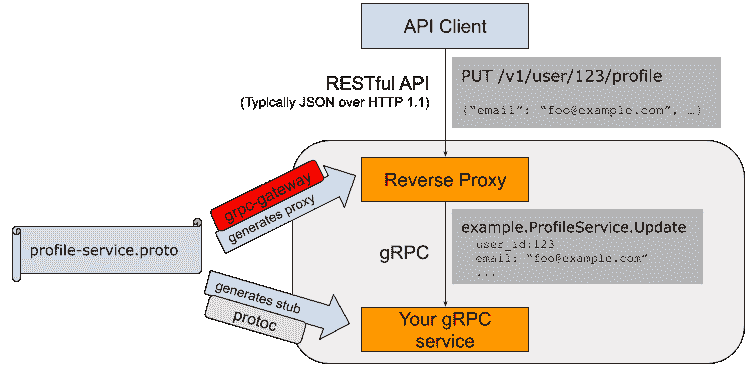 API Client
RESTful API
(Typically JSON over HTTP 1.1)
PUT /v1/user/123/profile
{"email": "foo@example.com", …}
grpc-gateway
generates proxy
Reverse Proxy
profile-service.proto
gRPC
example.ProfileService.Update
user_id:123
email: "foo@example.com"
...
generates stub
protoc
Your gRPC
service